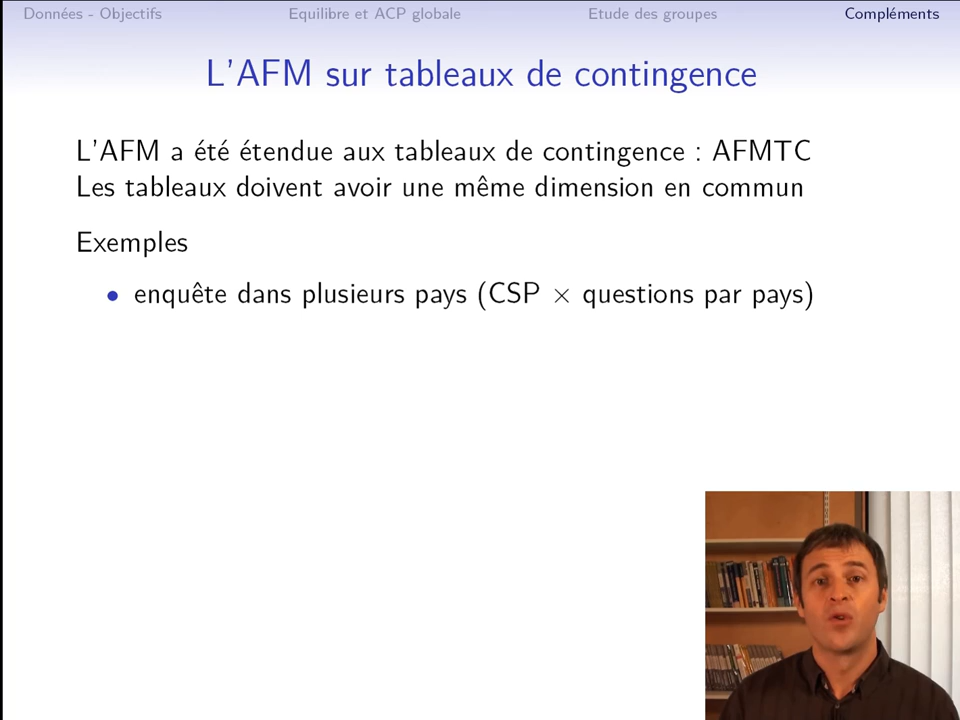 Données - Objectifs
Equilibre et ACP globale
Etude des groupes
Compléments
L'AFM sur tableaux de contingence
L'AFM a été étendue aux tableaux de contingence : AFMTC
Les tableaux doivent avoir une même dimension en commun
Exemples
• enquête dans plusieurs pays (CSP × questions par pays)